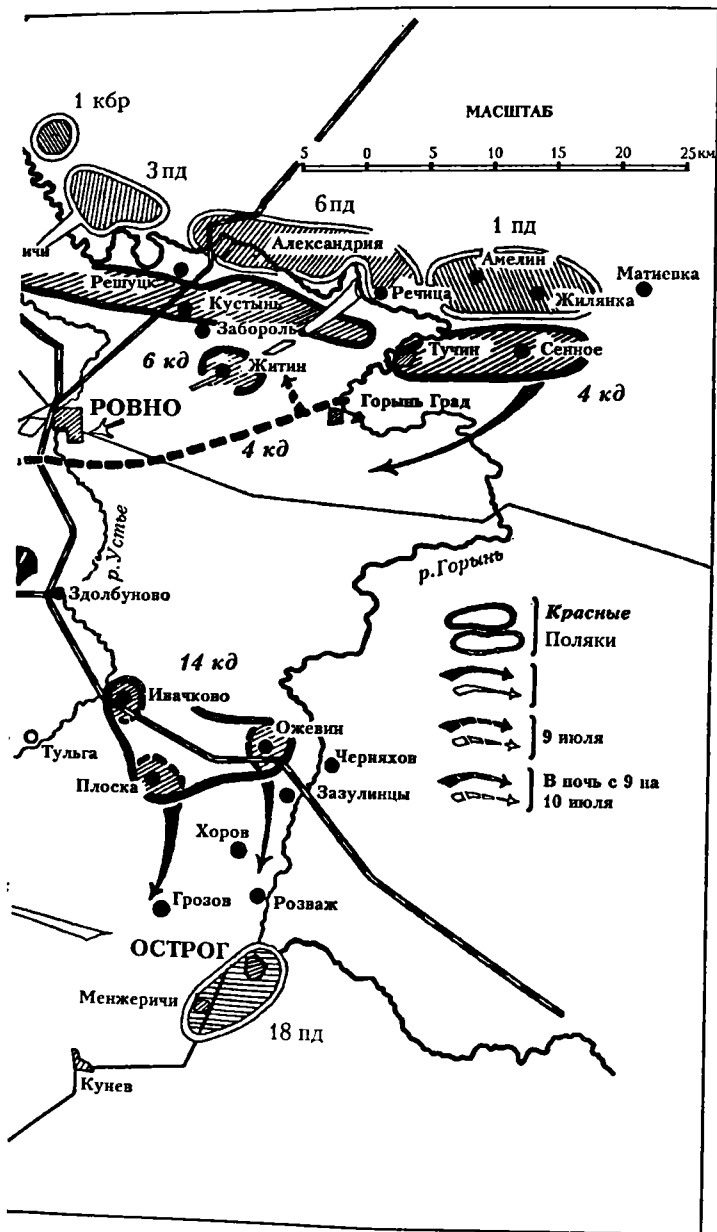 1 кбр
МАСШТАБ
5 0 5 10 15 20 25км
3 пд
6 пд
1 пд
ичи
Александрия
Амелин
Матиевка
Решуцк
Речица
Жилянка
Кустынь
Забороль
6 кд
Житин
Тучин
Сенное
РОВНО
Горынь Град
4 кд
4 кд
р.Устье
р.Горынь
Здолбуново
Красные
Поляки
14 кд
Ивачково
Ожевин
9 июля
Тульга
Черняхов
Плоска
Зазулинцы
В ночь с 9 на
10 июля
Хоров
Грозов
Розваж
ОСТРОГ
Менжеричи
18 пд
Кунев